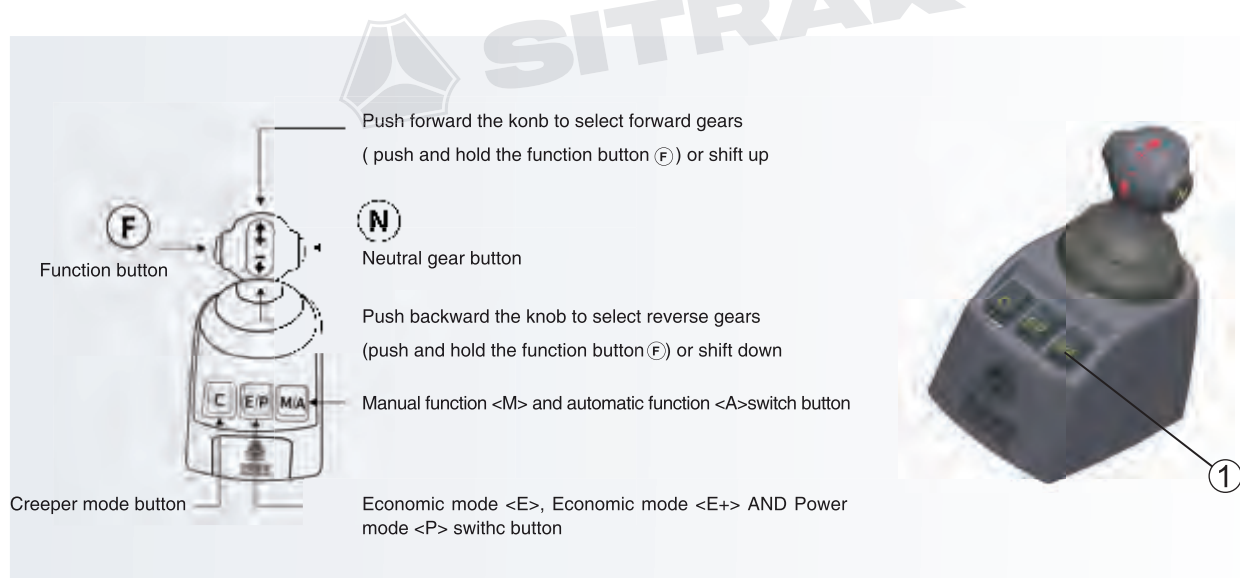 SITRAK
Push forward the konb to select forward gears
( push and hold the function button Ⓕ) or shift up
F
N
Function button
Neutral gear button
Push backward the knob to select reverse gears
(push and hold the function button Ⓕ) or shift down
C E/P M/A
Manual function <M> and automatic function <A>switch button
1
Creeper mode button
Economic mode <E>, Economic mode <E+> AND Power
mode <P> swithc button